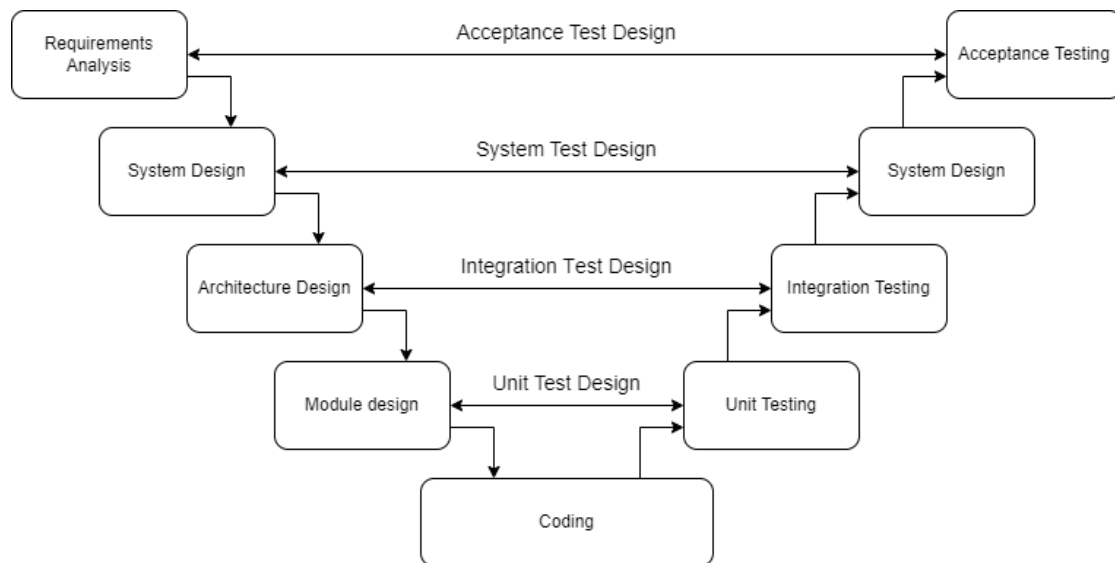 Requirements
Analysis
Acceptance Test Design
Acceptance Testing
System Design
System Test Design
System Design
Architecture Design
Integration Test Design
Integration Testing
Module design
Unit Test Design
Unit Testing
Coding